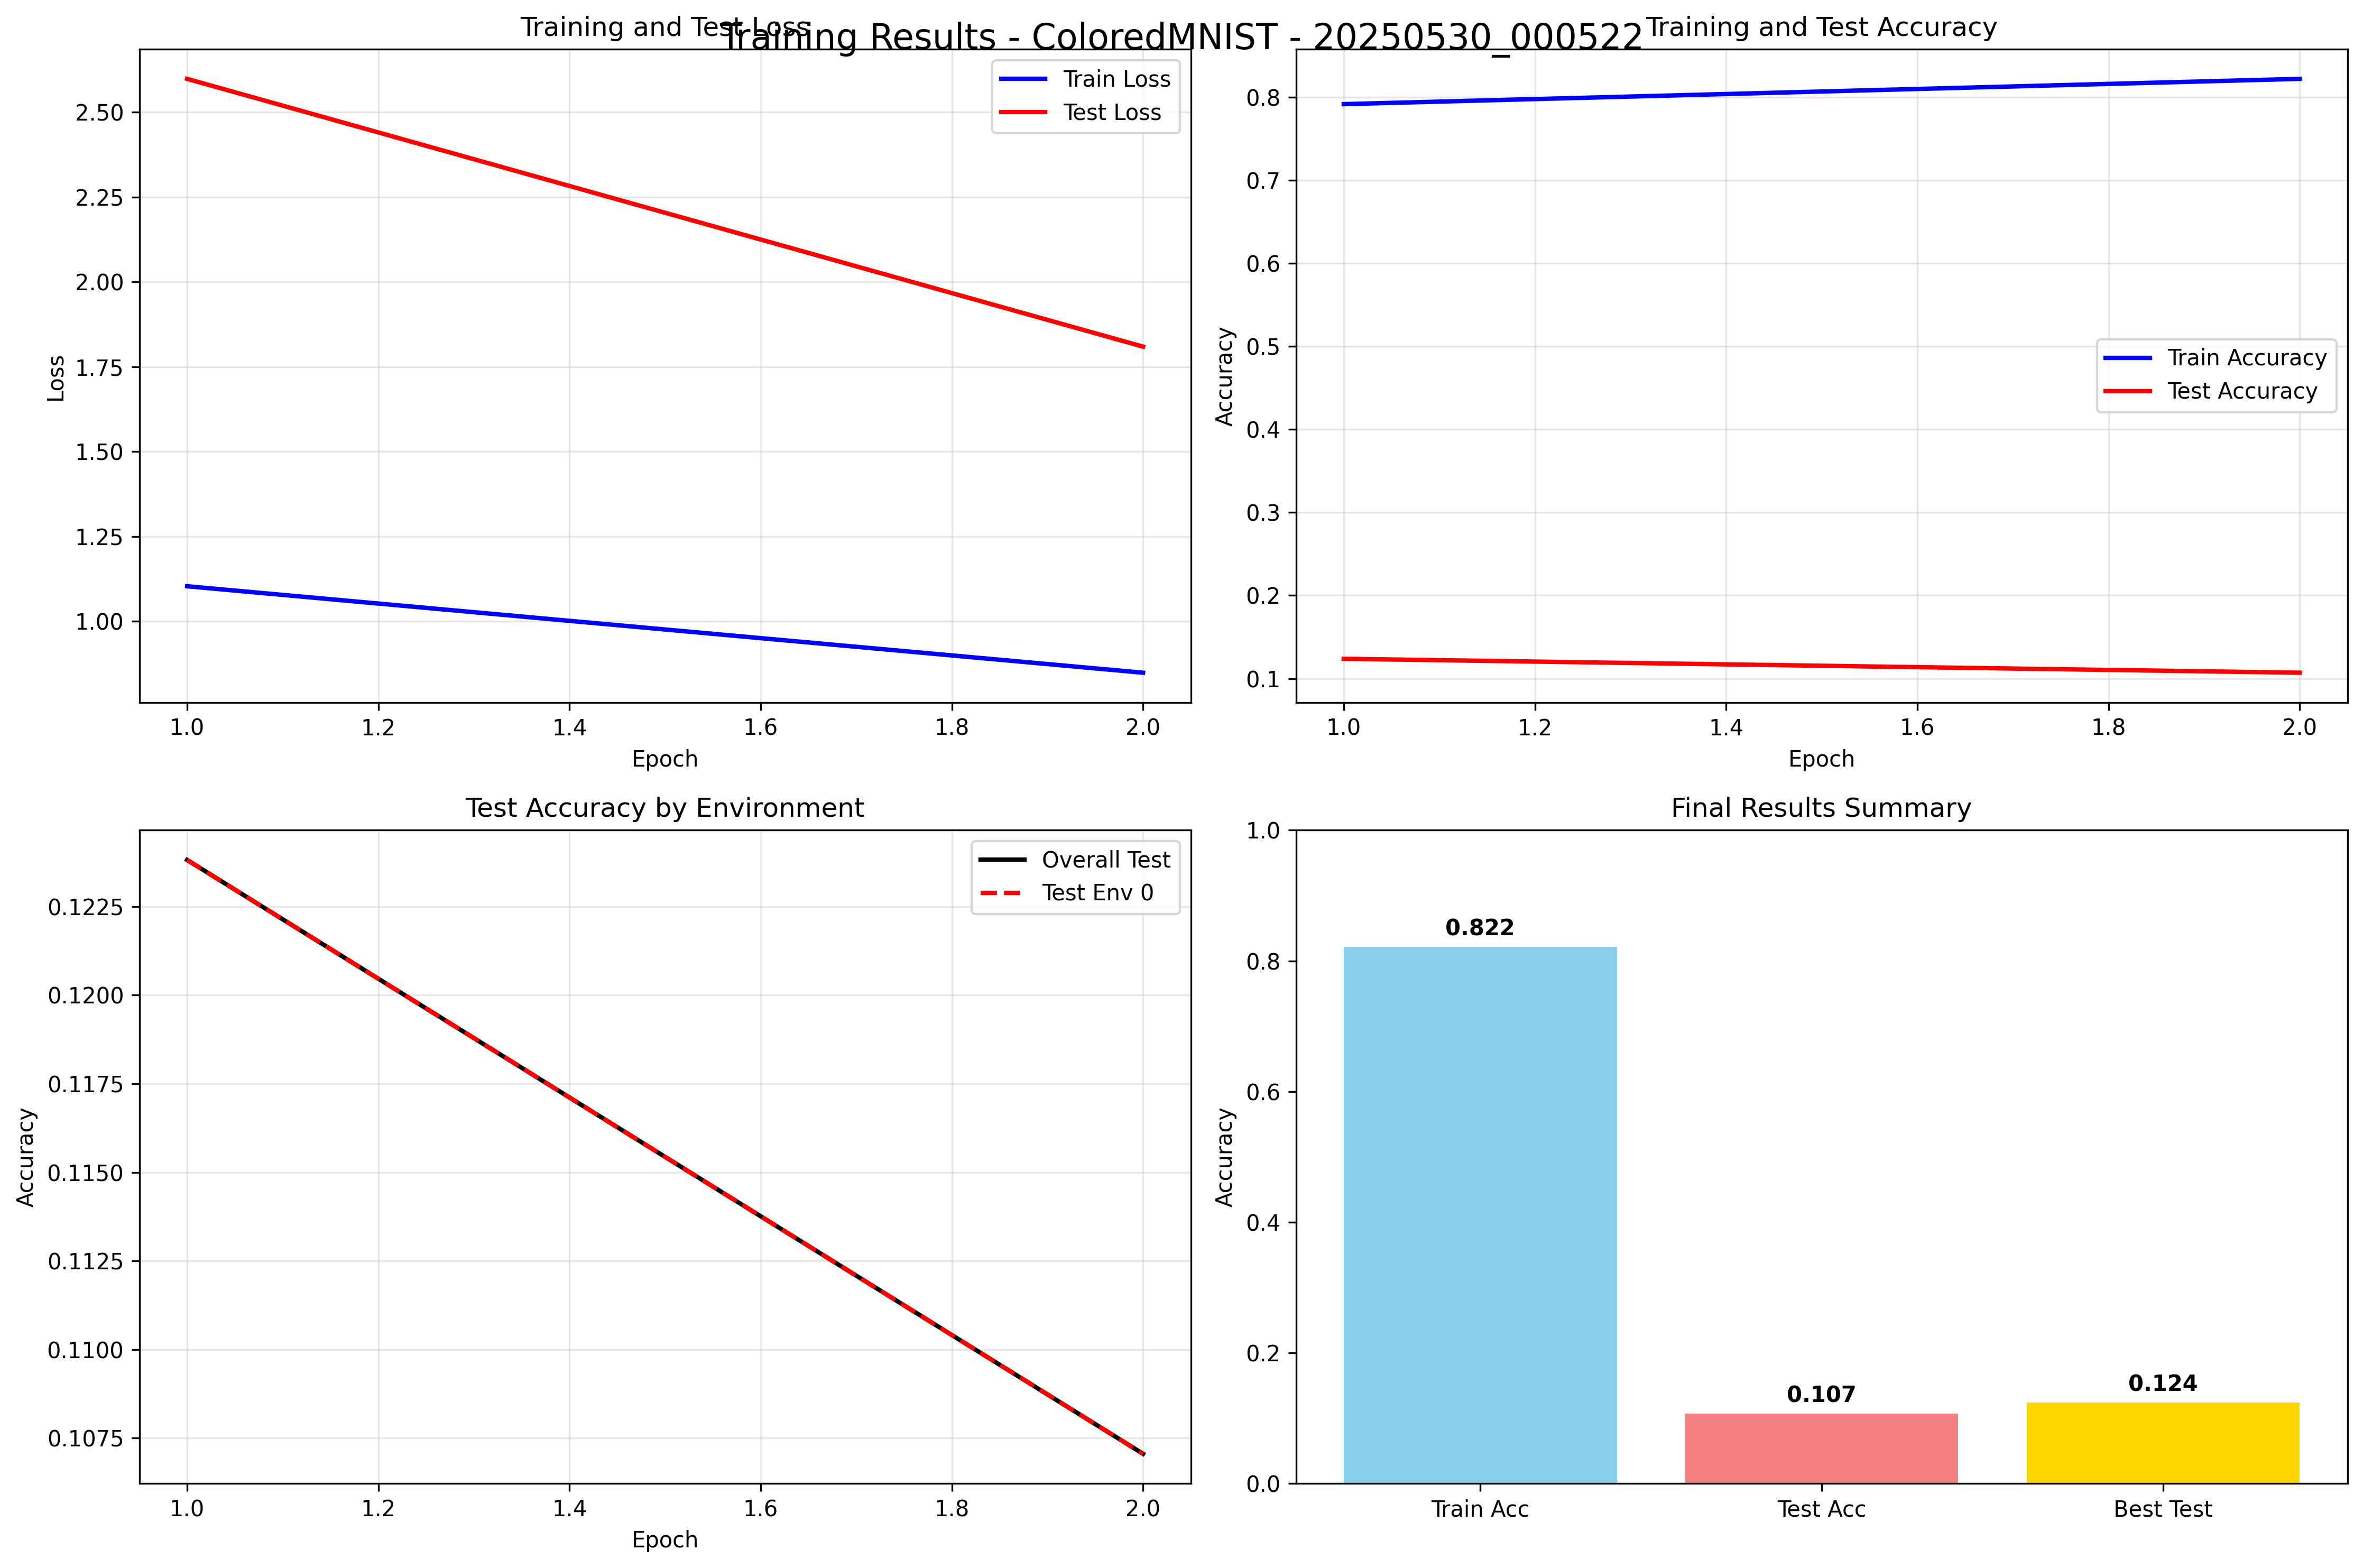 Training Results - ColoredMNIST - 20250530_000522
Training and Test Loss
Train Loss
Test Loss
2.50
2.25
2.00
1.75
1.50
1.25
1.00
Loss
1.0 1.2 1.4 1.6 1.8 2.0
Epoch
Training and Test Accuracy
Train Accuracy
Test Accuracy
0.8
0.7
0.6
0.5
0.4
0.3
0.2
0.1
Accuracy
1.0 1.2 1.4 1.6 1.8 2.0
Epoch
Test Accuracy by Environment
Overall Test
Test Env 0
0.1225
0.1200
0.1175
0.1150
0.1125
0.1100
0.1075
Accuracy
1.0 1.2 1.4 1.6 1.8 2.0
Epoch
Final Results Summary
1.0
0.8
0.6
0.4
0.2
0.0
Accuracy
0.822
0.107
0.124
Train Acc Test Acc Best Test